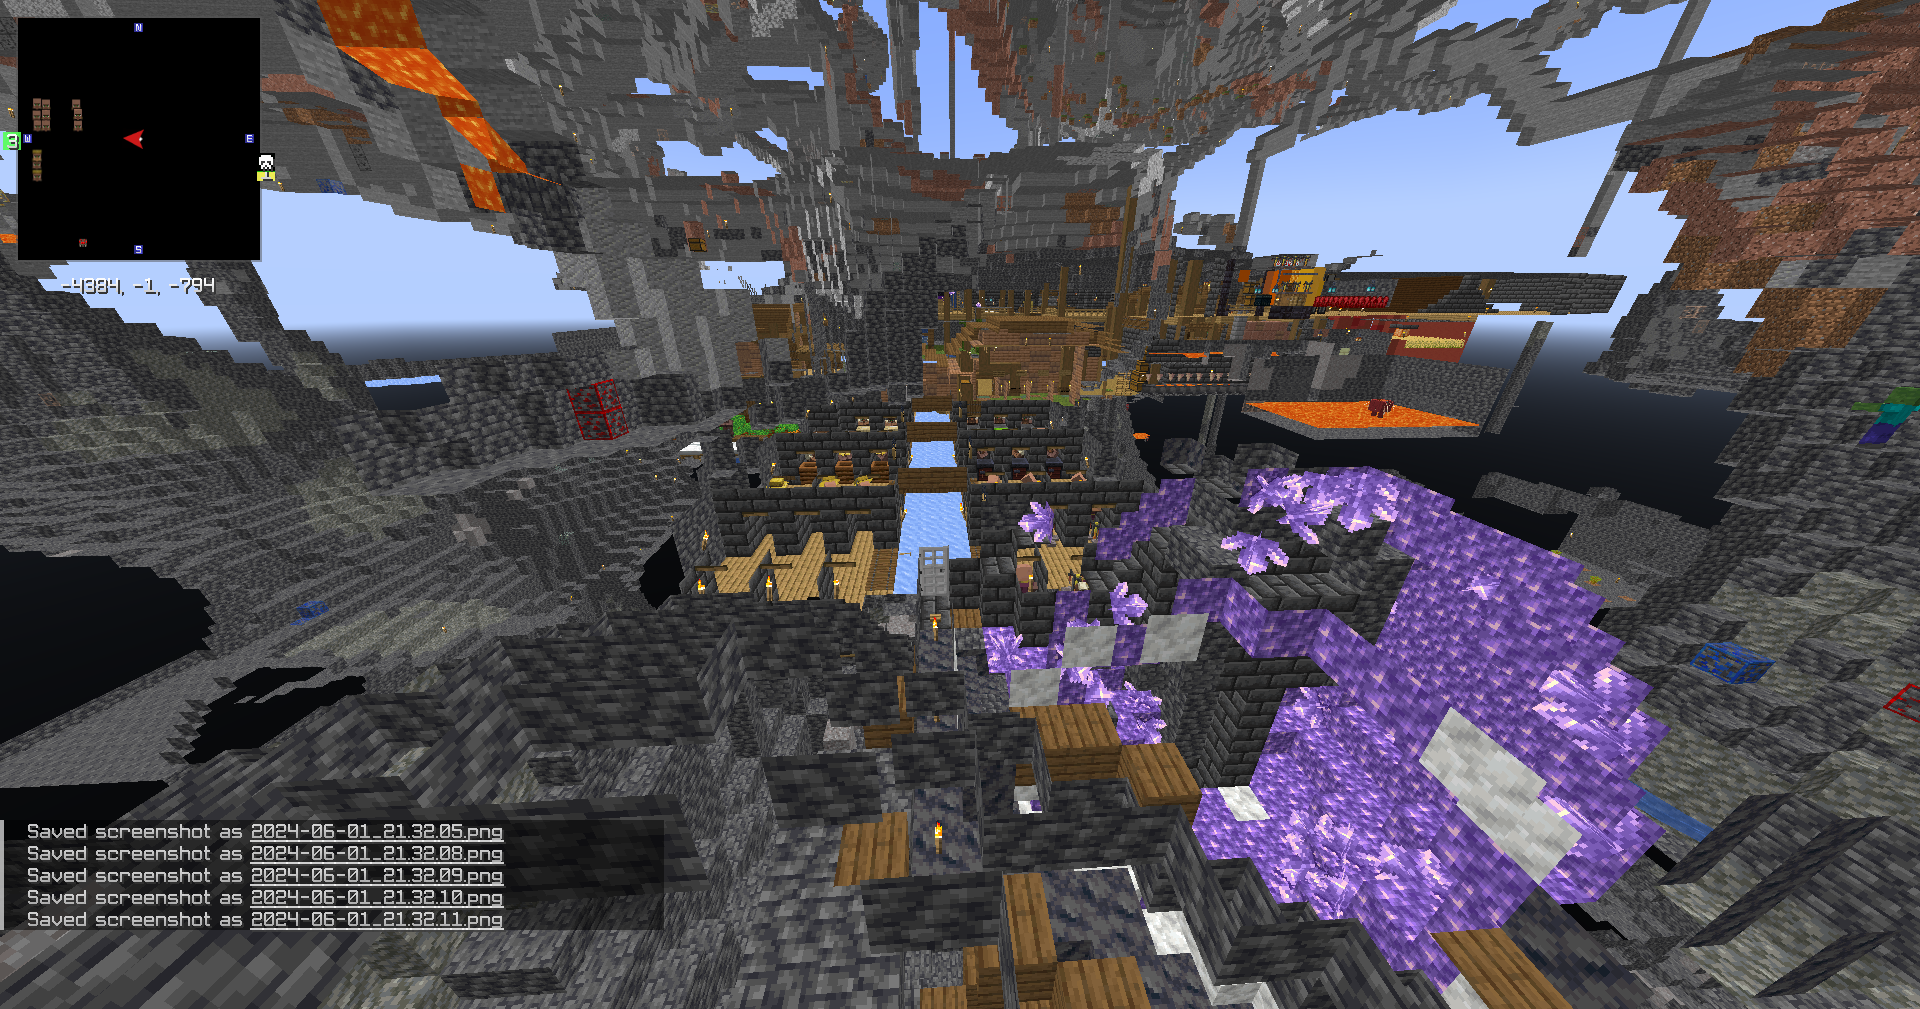 N
3
W
E
S
-4384, -1, -794
Saved screenshot as 2024-06-01_21.32.05.png
Saved screenshot as 2024-06-01_21.32.08.png
Saved screenshot as 2024-06-01_21.32.09.png
Saved screenshot as 2024-06-01_21.32.10.png
Saved screenshot as 2024-06-01_21.32.11.png